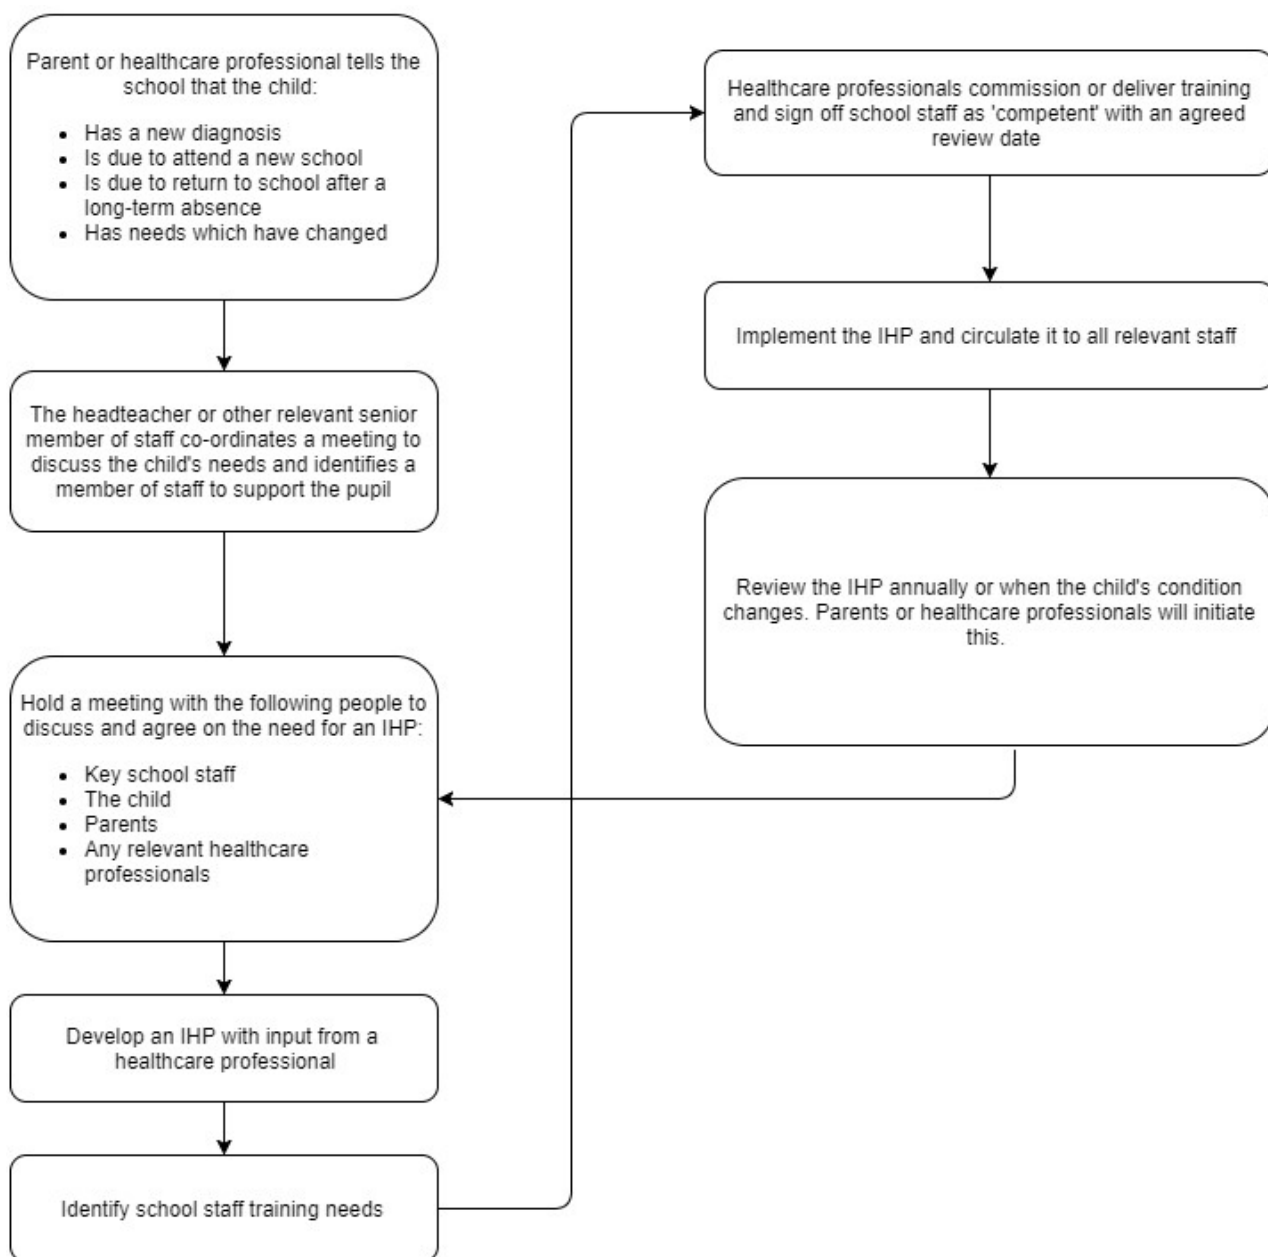 Parent or healthcare professional tells the
school that the child:
• Has a new diagnosis
• Is due to attend a new school
• Is due to return to school after a
long-term absence
• Has needs which have changed
The headteacher or other relevant senior
member of staff co-ordinates a meeting to
discuss the child's needs and identifies a
member of staff to support the pupil
Hold a meeting with the following people to
discuss and agree on the need for an IHP:
• Key school staff
• The child
• Parents
• Any relevant healthcare
professionals
Develop an IHP with input from a
healthcare professional
Identify school staff training needs
Healthcare professionals commission or deliver training
and sign off school staff as 'competent' with an agreed
review date
Implement the IHP and circulate it to all relevant staff
Review the IHP annually or when the child's condition
changes. Parents or healthcare professionals will initiate
this.